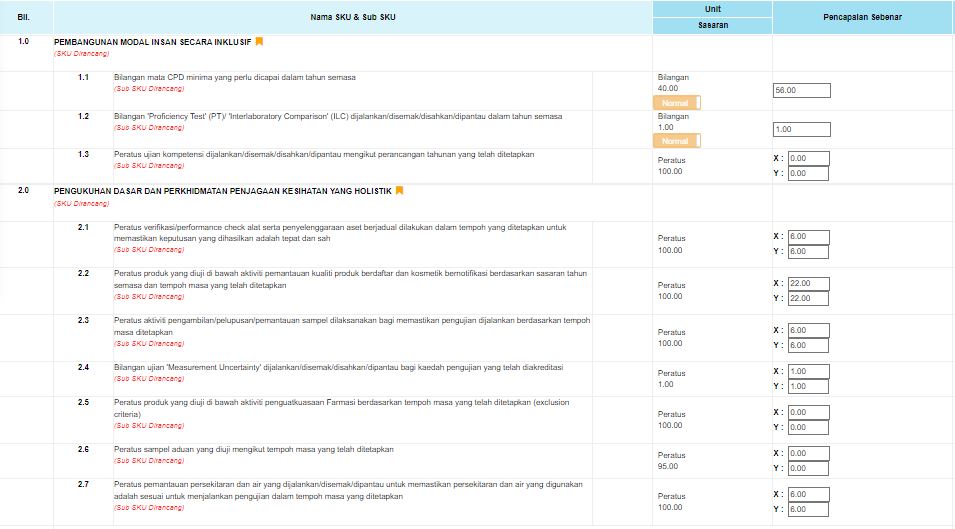 Bil.
Nama SKU & Sub SKU
Unit
Sasaran
Pencapaian Sebenar
1.0
PEMBANGUNAN MODAL INSAN SECARA INKLUSIF
(SKU Dirancang)
1.1
Bilangan mata CPD minima yang perlu dicapai dalam tahun semasa
(Sub SKU Dirancang)
Bilangan
40.00
Normal
56.00
1.2
Bilangan 'Proficiency Test' (PT)/ 'Interlaboratory Comparison' (ILC) dijalankan/disemak/disahkan/dipantau dalam tahun semasa
(Sub SKU Dirancang)
Bilangan
1.00
Normal
1.00
1.3
Peratus ujian kompetensi dijalankan/disemak/disahkan/dipantau mengikut perancangan tahunan yang telah ditetapkan
(Sub SKU Dirancang)
Peratus
100.00
X : 0.00
Y : 0.00
2.0
PENGUKUHAN DASAR DAN PERKHIDMATAN PENJAGAAN KESIHATAN YANG HOLISTIK
(SKU Dirancang)
2.1
Peratus verifikasi/performance check alat serta penyelenggaraan aset berjadual dilakukan dalam tempoh yang ditetapkan untuk
memastikan keputusan yang dihasilkan adalah tepat dan sah
(Sub SKU Dirancang)
Peratus
100.00
X : 6.00
Y : 6.00
2.2
Peratus produk yang diuji di bawah aktiviti pemantauan kualiti produk berdaftar dan kosmetik bernotifikasi berdasarkan sasaran tahun
semasa dan tempoh masa yang telah ditetapkan
(Sub SKU Dirancang)
Peratus
100.00
X : 22.00
Y : 22.00
2.3
Peratus aktiviti pengambilan/pelupusan/pemantauan sampel dilaksanakan bagi memastikan pengujian dijalankan berdasarkan tempoh
masa ditetapkan
(Sub SKU Dirancang)
Peratus
100.00
X : 6.00
Y : 6.00
2.4
Bilangan ujian 'Measurement Uncertainty' dijalankan/disemak/disahkan/dipantau bagi kaedah pengujian yang telah diakreditasi
(Sub SKU Dirancang)
Peratus
1.00
X : 1.00
Y : 1.00
2.5
Peratus produk yang diuji di bawah aktiviti penguatkuasaan Farmasi berdasarkan tempoh masa yang telah ditetapkan (exclusion
criteria)
(Sub SKU Dirancang)
Peratus
100.00
X : 0.00
Y : 0.00
2.6
Peratus sampel aduan yang diuji mengikut tempoh masa yang telah ditetapkan
(Sub SKU Dirancang)
Peratus
95.00
X : 0.00
Y : 0.00
2.7
Peratus pemantauan persekitaran dan air yang dijalankan/disemak/dipantau untuk memastikan persekitaran dan air yang digunakan
adalah sesuai untuk menjalankan pengujian dalam tempoh masa yang ditetapkan
(Sub SKU Dirancang)
Peratus
100.00
X : 6.00
Y : 6.00